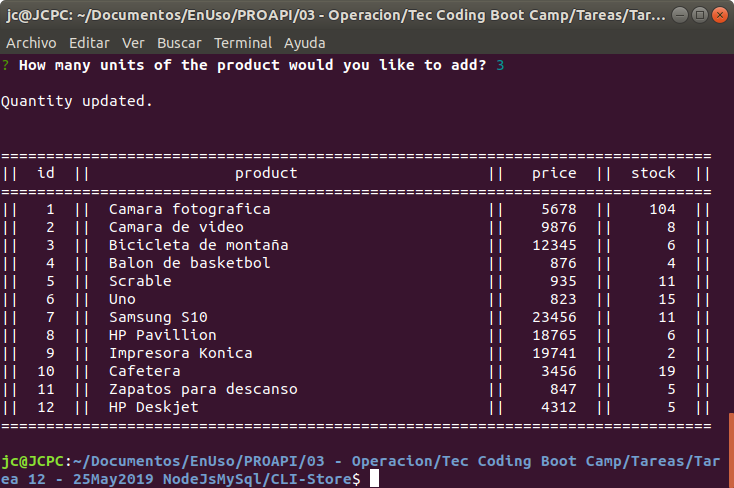 jc@JCPC: ~/Documentos/EnUso/PROAPI/03 - Operacion/Tec Coding Boot Camp/Tareas/Tar...
Archivo Editar Ver Buscar Terminal Ayuda
? How many units of the product would you like to add? 3
Quantity updated.
===============================================================================
||  id  ||                product                     ||   price  ||  stock  ||
===============================================================================
||   1  ||  Camara fotografica                        ||    5678  ||    104  ||
||   2  ||  Camara de video                           ||    9876  ||      8  ||
||   3  ||  Bicicleta de montaña                      ||   12345  ||      6  ||
||   4  ||  Balon de basketbol                        ||     876  ||      4  ||
||   5  ||  Scrable                                   ||     935  ||     11  ||
||   6  ||  Uno                                       ||     823  ||     15  ||
||   7  ||  Samsung S10                               ||   23456  ||     11  ||
||   8  ||  HP Pavillion                              ||   18765  ||      6  ||
||   9  ||  Impresora Konica                          ||   19741  ||      2  ||
||  10  ||  Cafetera                                  ||    3456  ||     19  ||
||  11  ||  Zapatos para descanso                     ||     847  ||      5  ||
||  12  ||  HP Deskjet                                ||    4312  ||      5  ||
===============================================================================
jc@JCPC:~/Documentos/EnUso/PROAPI/03 - Operacion/Tec Coding Boot Camp/Tareas/Tar
ea 12 - 25May2019 NodeJsMySql/CLI-Store$